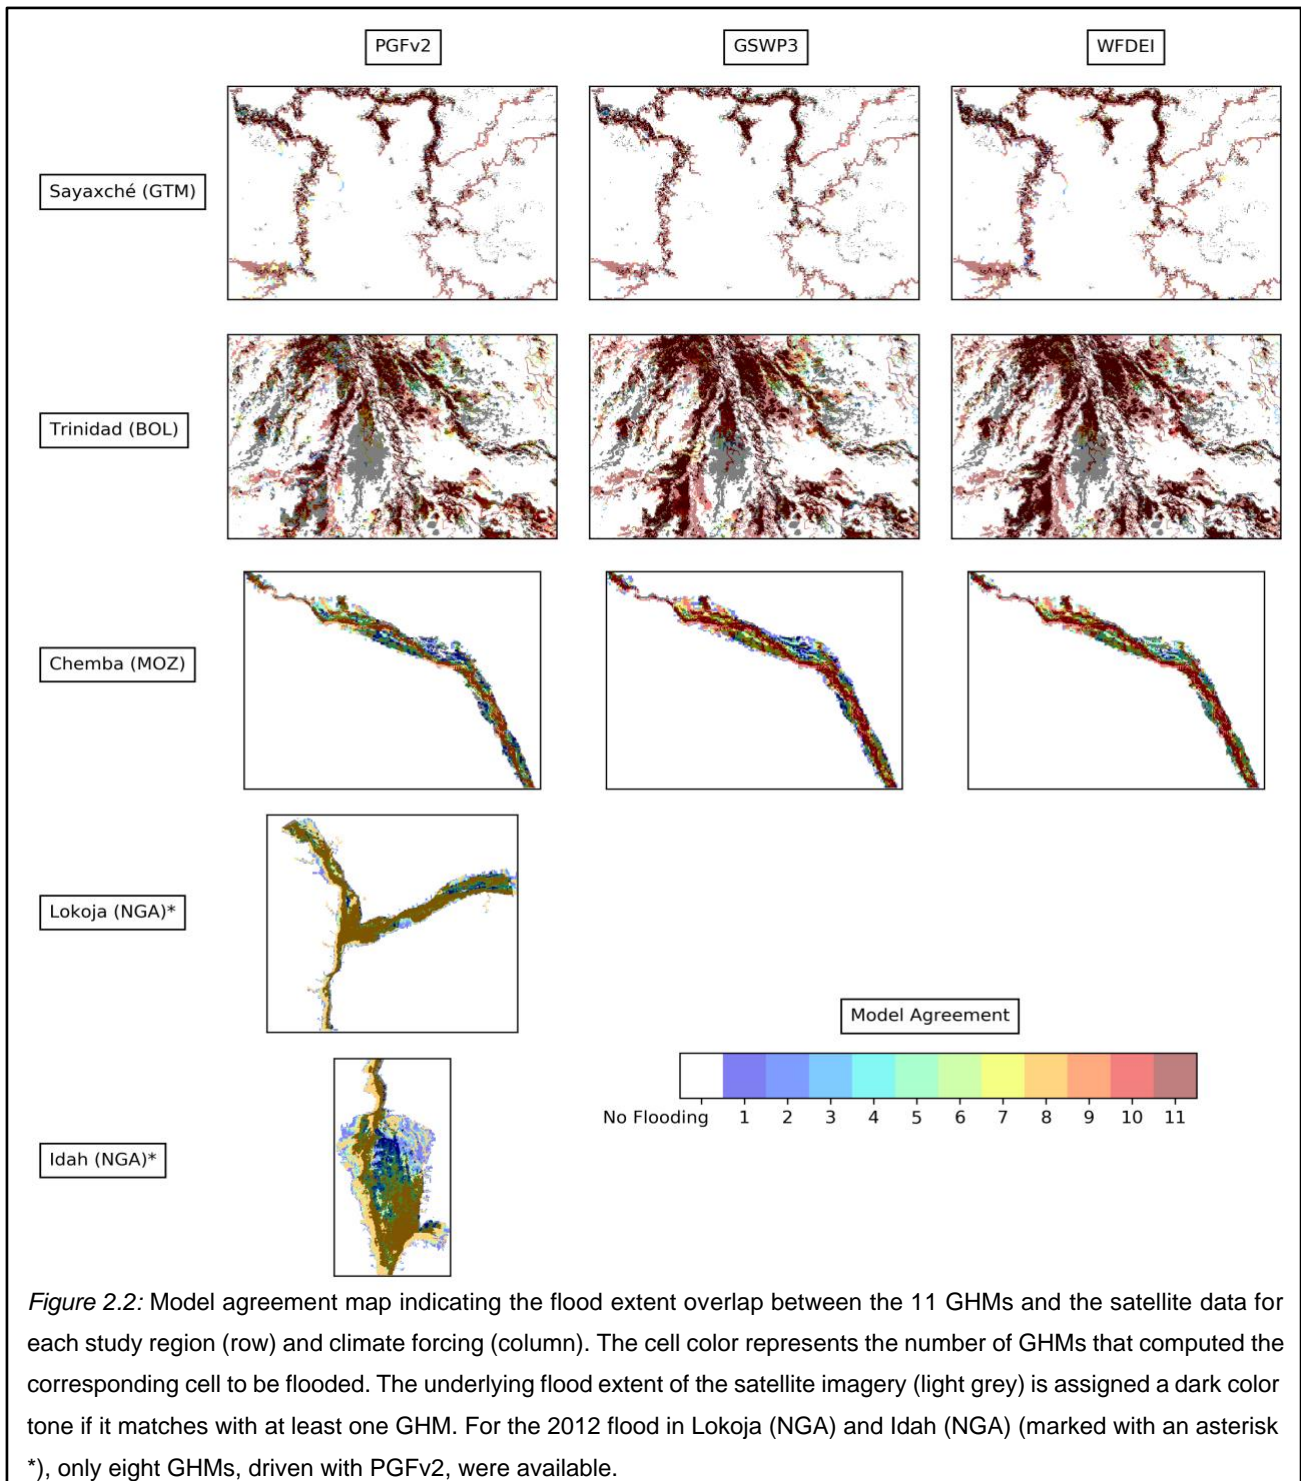 PGFv2 GSWP3 WFDEI
Sayaxché (GTM)
Trinidad (BOL)
Chemba (MOZ)
Lokoja (NGA)*
Model Agreement
No Flooding 1 2 3 4 5 6 7 8 9 10 11
Idah (NGA)*
Figure 2.2: Model agreement map indicating the flood extent overlap between the 11 GHMs and the satellite data for
each study region (row) and climate forcing (column). The cell color represents the number of GHMs that computed the
corresponding cell to be flooded. The underlying flood extent of the satellite imagery (light grey) is assigned a dark color
tone if it matches with at least one GHM. For the 2012 flood in Lokoja (NGA) and Idah (NGA) (marked with an asterisk
*), only eight GHMs, driven with PGFv2, were available.